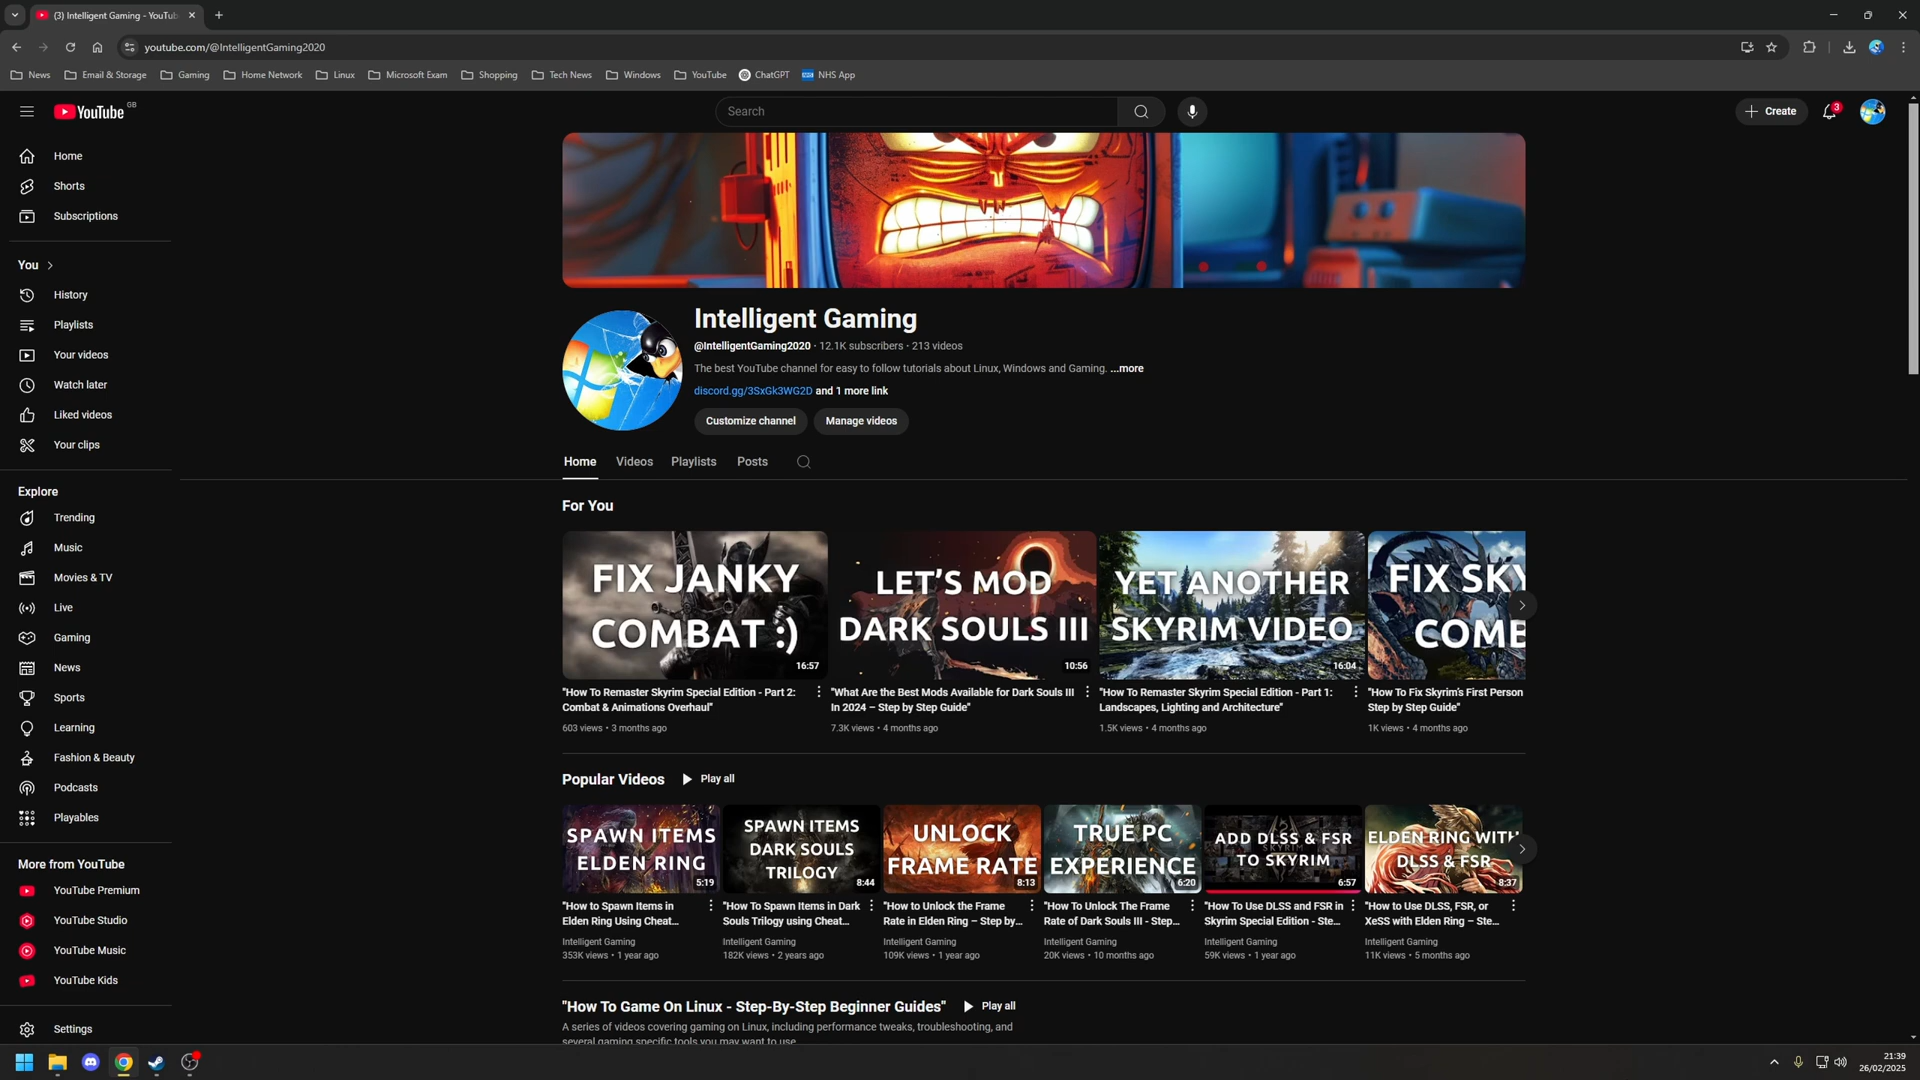 (3) Intelligent Gaming - YouTub
youtube.com/@IntelligentGaming2020
News
Email & Storage
Gaming
Home Network
Linux
Microsoft Exam
Shopping
Tech News
Windows
YouTube
ChatGPT
NHS App
YouTube GB
Search
Create
3
Home
Shorts
Subscriptions
You
History
Playlists
Your videos
Watch later
Liked videos
Your clips
Explore
Trending
Music
Movies & TV
Live
Gaming
News
Sports
Learning
Fashion & Beauty
Podcasts
Playables
More from YouTube
YouTube Premium
YouTube Studio
YouTube Music
YouTube Kids
Settings
Intelligent Gaming
@IntelligentGaming2020 · 12.1K subscribers · 213 videos
The best YouTube channel for easy to follow tutorials about Linux, Windows and Gaming. ...more
discord.gg/3SxGk3WG2D and 1 more link
Customize channel
Manage videos
Home
Videos
Playlists
Posts
For You
FIX JANKY
COMBAT :)
16:57
"How To Remaster Skyrim Special Edition - Part 2:
Combat & Animations Overhaul"
603 views • 3 months ago
LET'S MOD
DARK SOULS III
10:56
"What Are the Best Mods Available for Dark Souls III
In 2024 – Step by Step Guide"
7.3K views • 4 months ago
YET ANOTHER
SKYRIM VIDEO
16:04
"How To Remaster Skyrim Special Edition - Part 1:
Landscapes, Lighting and Architecture"
1.5K views • 4 months ago
FIX SKY
COMB
"How To Fix Skyrim's First Person
Step by Step Guide"
1K views • 4 months ago
Popular Videos
Play all
SPAWN ITEMS
ELDEN RING
5:19
"How to Spawn Items in
Elden Ring Using Cheat...
Intelligent Gaming
353K views • 1 year ago
SPAWN ITEMS
DARK SOULS
TRILOGY
8:44
"How To Spawn Items in Dark
Souls Trilogy using Cheat...
Intelligent Gaming
182K views • 2 years ago
UNLOCK
FRAME RATE
8:13
"How to Unlock the Frame
Rate in Elden Ring – Step by...
Intelligent Gaming
109K views • 1 year ago
TRUE PC
EXPERIENCE
6:20
"How To Unlock The Frame
Rate of Dark Souls III - Step...
Intelligent Gaming
20K views • 10 months ago
ADD DLSS & FSR
SKYRIM
TO SKYRIM
6:57
"How To Use DLSS and FSR in
Skyrim Special Edition - Ste...
Intelligent Gaming
59K views • 1 year ago
ELDEN RING WITH
DLSS & FSR
8:37
"How to Use DLSS, FSR, or
XeSS with Elden Ring – Ste...
Intelligent Gaming
11K views • 5 months ago
"How To Game On Linux - Step-By-Step Beginner Guides"
Play all
A series of videos covering gaming on Linux, including performance tweaks, troubleshooting, and
several gaming specific tools you may want to use
21:39
26/02/2025